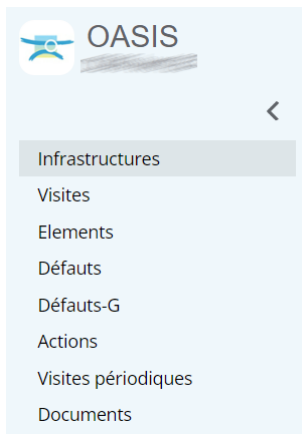 OASIS
Infrastructures
Visites
Elements
Défauts
Défauts-G
Actions
Visites périodiques
Documents